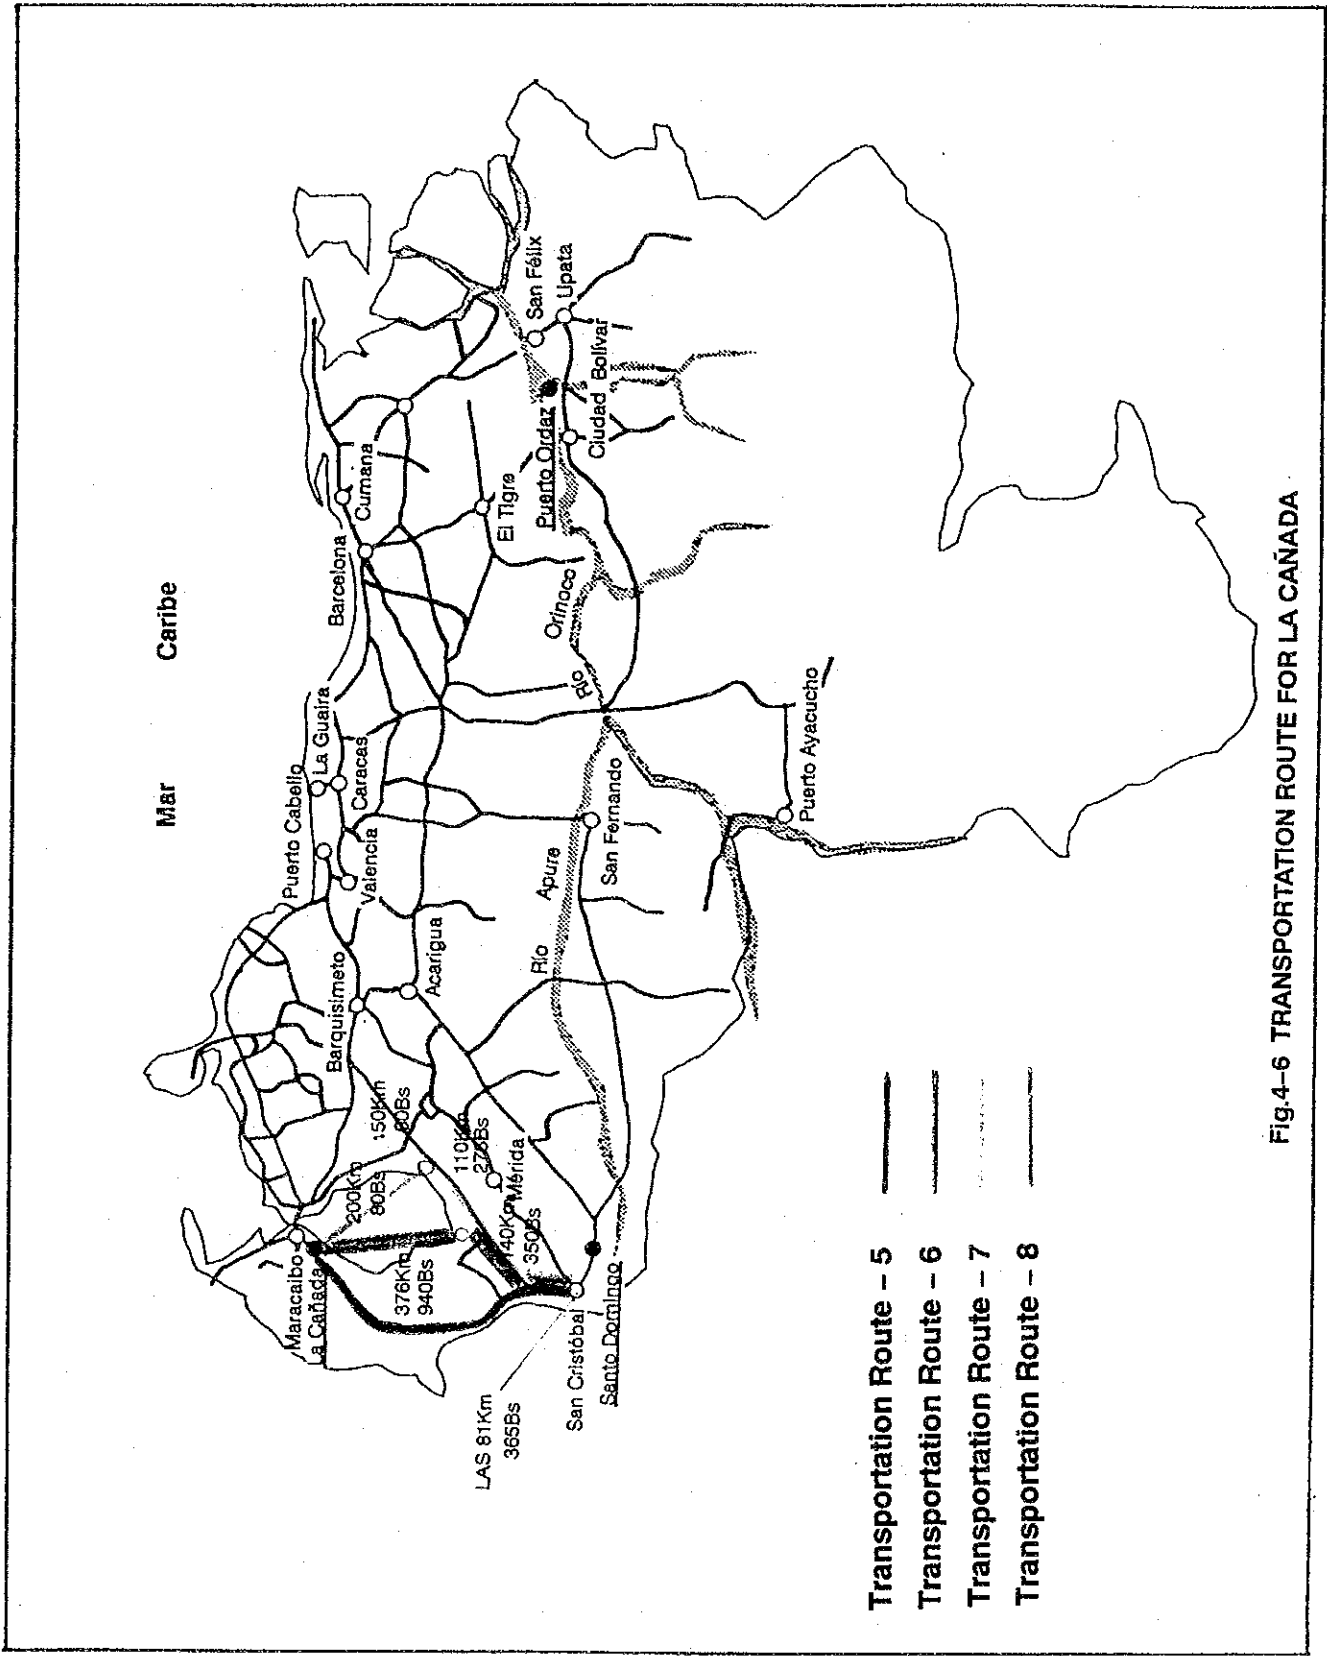 Mar Caribe
Maracaibo
La Cañada
Puerto Cabello
La Guaira
Caracas
Valencia
Barcelona
Cumana
Barquisimeto
Acarigua
El Tigre
San Félix
Upata
Puerto Ordaz
Ciudad Bolívar
200Km
80Bs
150Km
60Bs
376Km
940Bs
110Km
275Bs
Mérida
140Km
350Bs
LAS 81Km
365Bs
San Cristóbal
Santo Domingo
Río Apure
San Fernando
Río Orinoco
Puerto Ayacucho
Transportation Route – 5
Transportation Route – 6
Transportation Route – 7
Transportation Route – 8
Fig.4–6 TRANSPORTATION ROUTE FOR LA CAÑADA